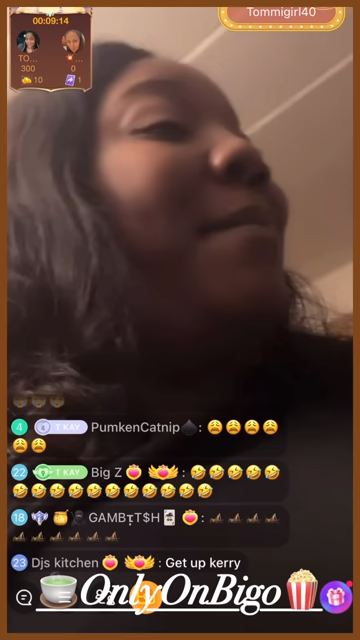 Tommigirl40
00:09:14
TO...
300
0
10
1
4 T KAY PumkenCatnip♠: 😩😩😩😩
😩😩
22 T KAY Big Z : 🤣🤣🤣🤣🤣
🤣🤣🤣🤣🤣🤣🤣🤣🤣🤣🤣
18 GAMBꚍT$H 🃏 :
23 Djs kitchen : Get up kerry
OnlyOnBigo